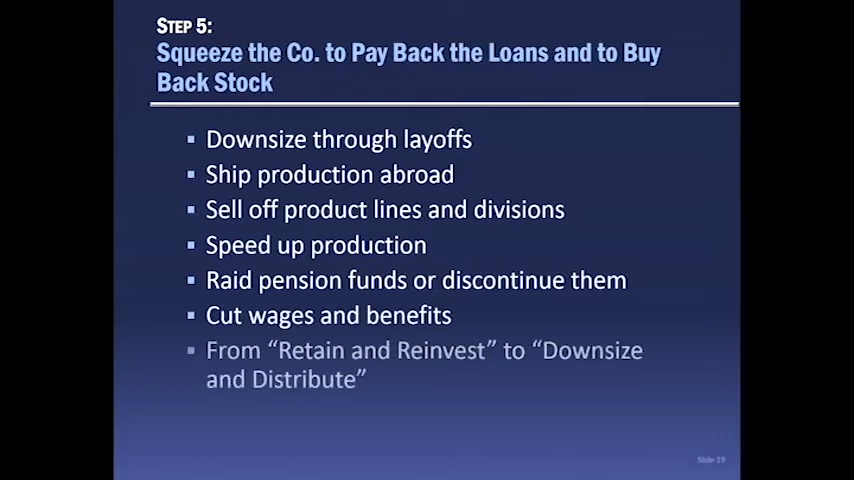 STEP 5:
Squeeze the Co. to Pay Back the Loans and to Buy
Back Stock
▪ Downsize through layoffs
▪ Ship production abroad
▪ Sell off product lines and divisions
▪ Speed up production
▪ Raid pension funds or discontinue them
▪ Cut wages and benefits
▪ From “Retain and Reinvest” to “Downsize
and Distribute”
Slide 19